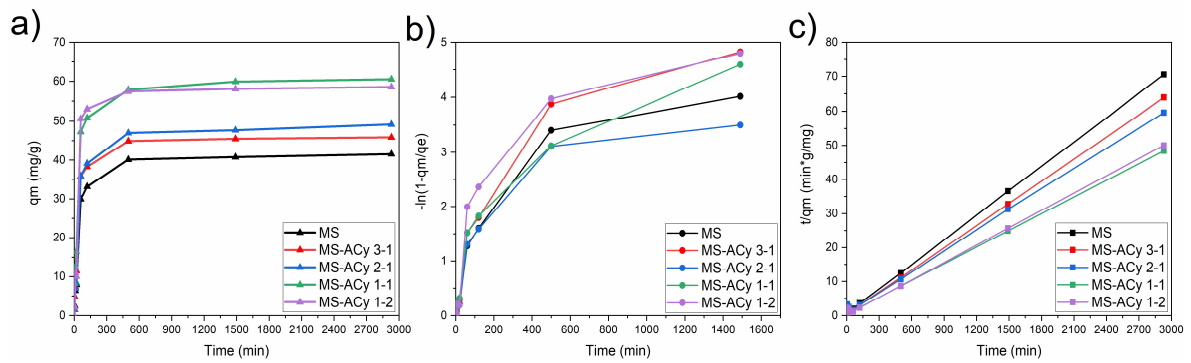 a)
70
60
50
40
30
20
10
0
qm (mg/g)
0 300 600 900 1200 1500 1800 2100 2400 2700 3000
Time (min)
MS
MS-ACy 3-1
MS-ACy 2-1
MS-ACy 1-1
MS-ACy 1-2
b)
5
4
3
2
1
0
-ln(1-qm/qe)
0 200 400 600 800 1000 1200 1400 1600
Time (min)
MS
MS-ACy 3-1
MS-ACy 2-1
MS-ACy 1-1
MS-ACy 1-2
c)
80
70
60
50
40
30
20
10
0
t/qm (min*g/mg)
0 300 600 900 1200 1500 1800 2100 2400 2700 3000
Time (min)
MS
MS-ACy 3-1
MS-ACy 2-1
MS-ACy 1-1
MS-ACy 1-2